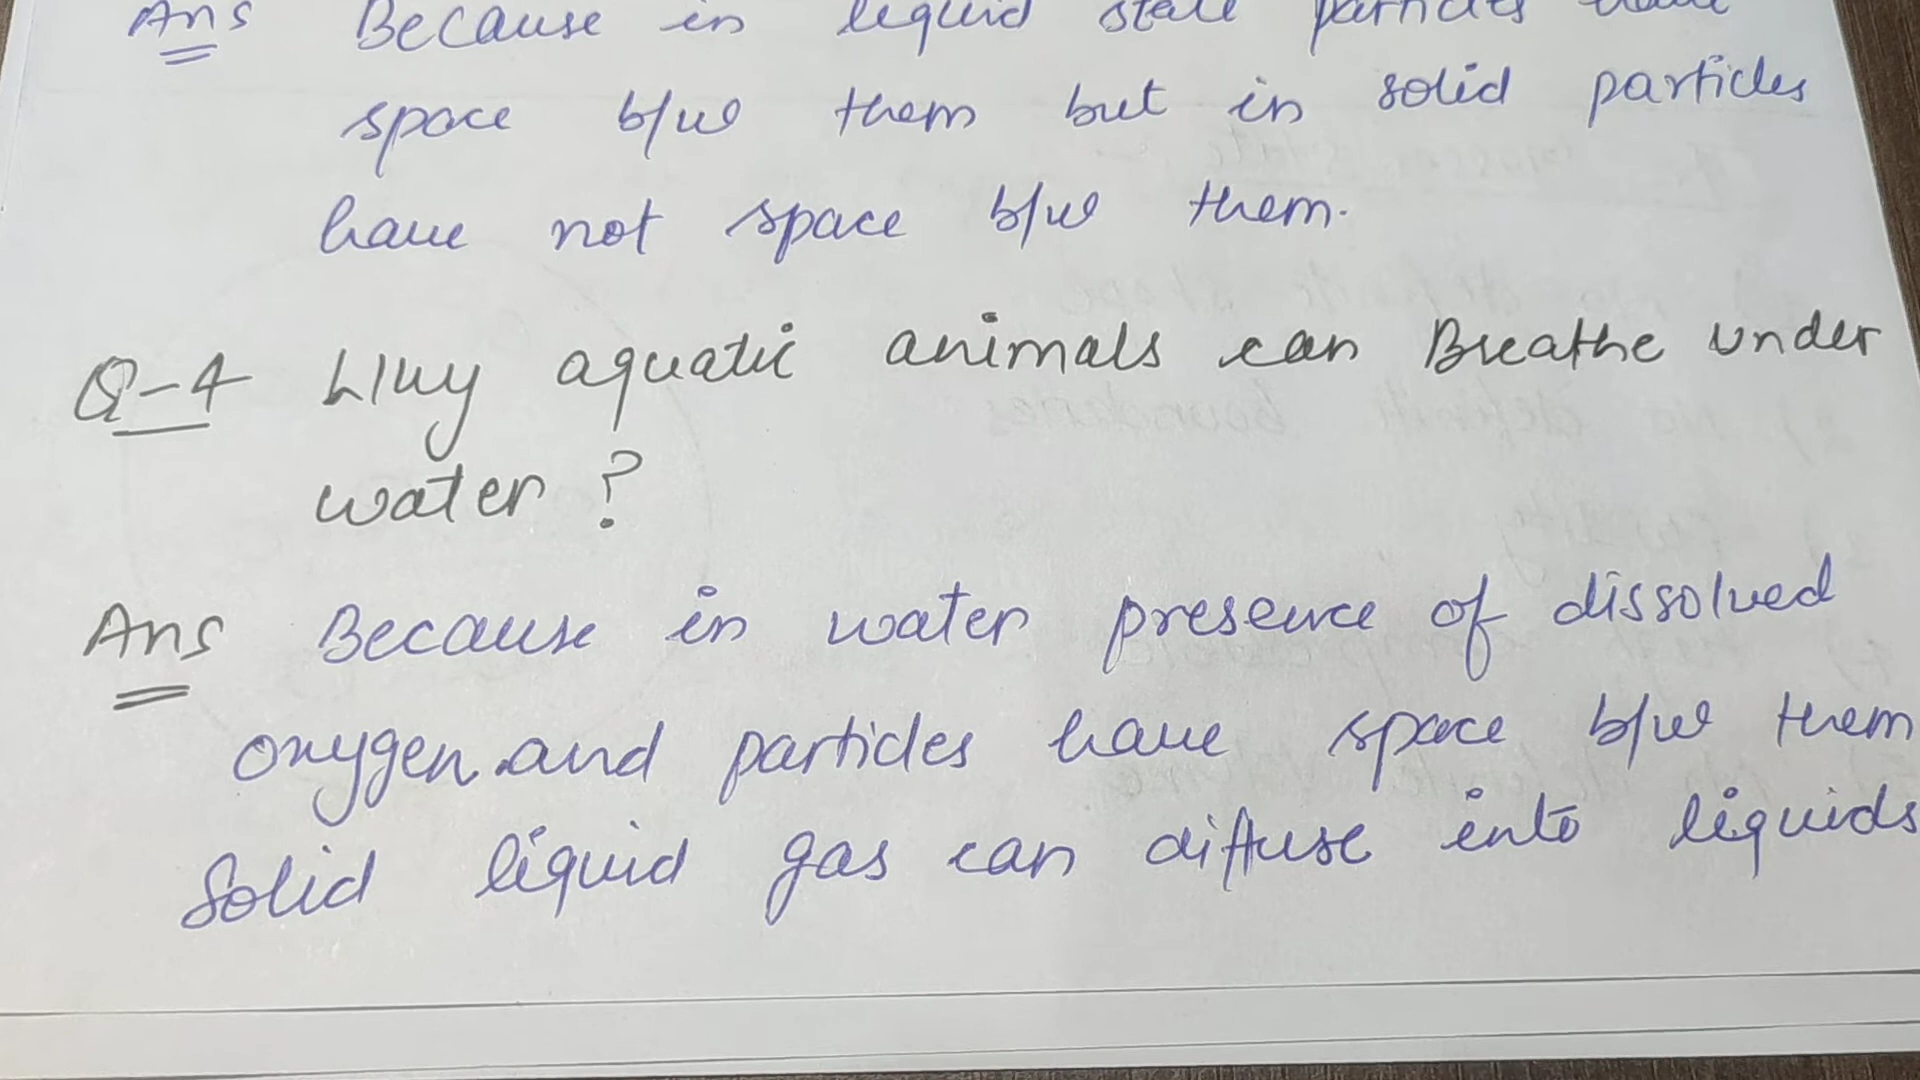 Ans Because in liquid state particles have
space b/w them but in solid particles
have not space b/w them.
Q-4 Why aquatic animals can Breathe under
water ?
Ans Because in water presence of dissolved
oxygen and particles have space b/w them
Solid liquid gas can diffuse into liquids